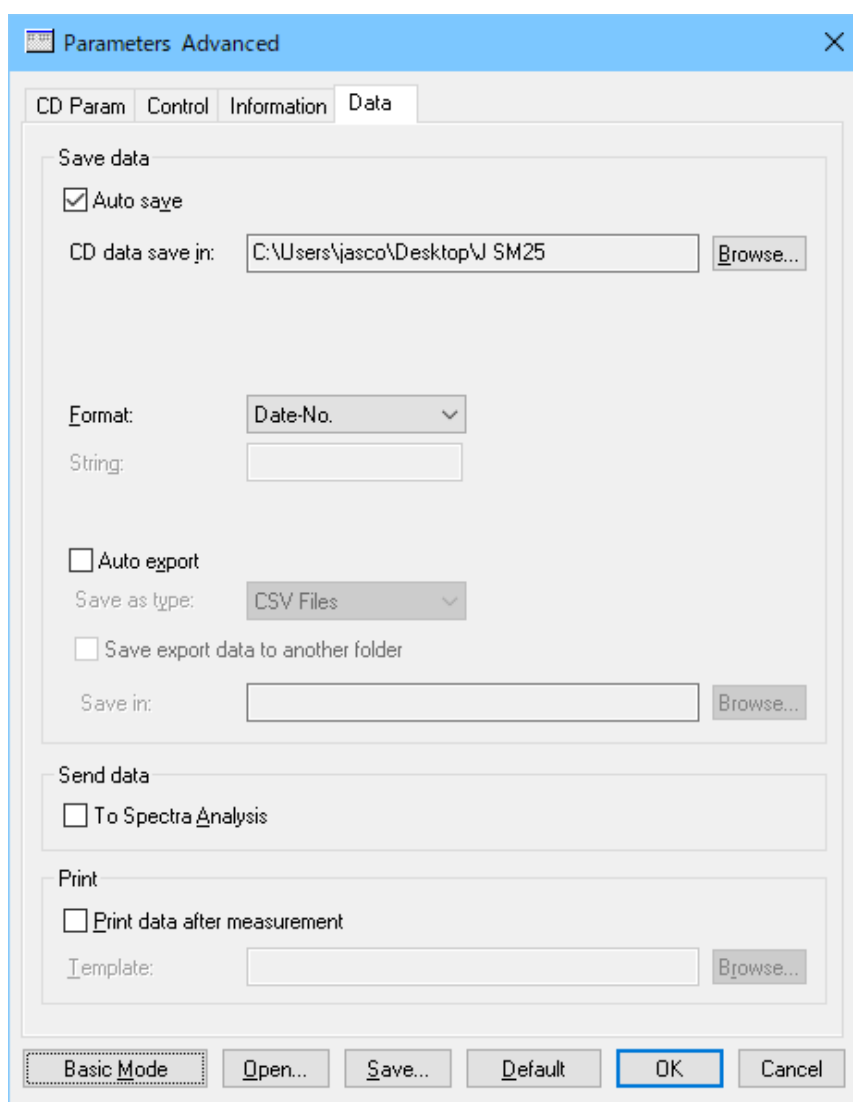 Parameters Advanced
CD Param Control Information Data
Save data
Auto save
CD data save in: C:\Users\jasco\Desktop\J SM25 Browse...
Format: Date-No.
String:
Auto export
Save as type: CSV Files
Save export data to another folder
Save in: Browse...
Send data
To Spectra Analysis
Print
Print data after measurement
Template: Browse...
Basic Mode Open... Save... Default OK Cancel